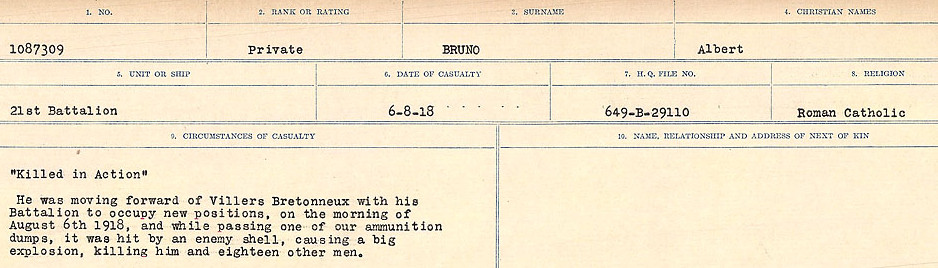 1. NO. 2. RANK OR RATING 3. SURNAME 4. CHRISTIAN NAMES
1087309 Private BRUNO Albert
5. UNIT OR SHIP 6. DATE OF CASUALTY 7. H.Q. FILE NO. 8. RELIGION
21st Battalion 6-8-18 649-B-29110 Roman Catholic
9. CIRCUMSTANCES OF CASUALTY 10. NAME, RELATIONSHIP AND ADDRESS OF NEXT OF KIN
"Killed in Action"
He was moving forward of Villers Bretonneux with his
Battalion to occupy new positions, on the morning of
August 6th 1918, and while passing one of our ammunition
dumps, it was hit by an enemy shell, causing a big
explosion, killing him and eighteen other men.